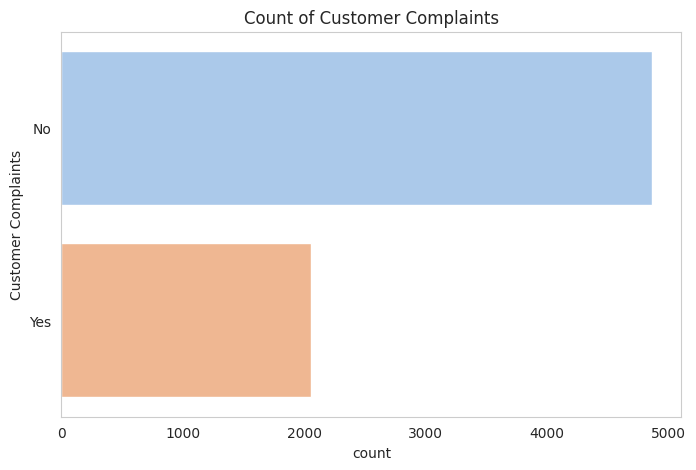 Count of Customer Complaints
Customer Complaints
No
Yes
0 1000 2000 3000 4000 5000
count